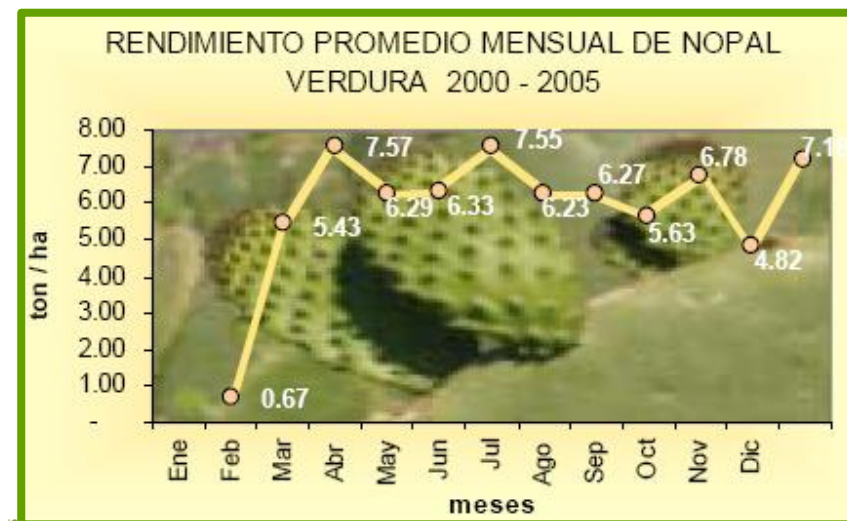 RENDIMIENTO PROMEDIO MENSUAL DE NOPAL
VERDURA 2000 - 2005
ton / ha
8.00
7.00
6.00
5.00
4.00
3.00
2.00
1.00
-
0.67
5.43
7.57
6.29
6.33
7.55
6.23
6.27
5.63
6.78
4.82
Ene
Feb
Mar
Abr
May
Jun
Jul
Ago
Sep
Oct
Nov
Dic
meses